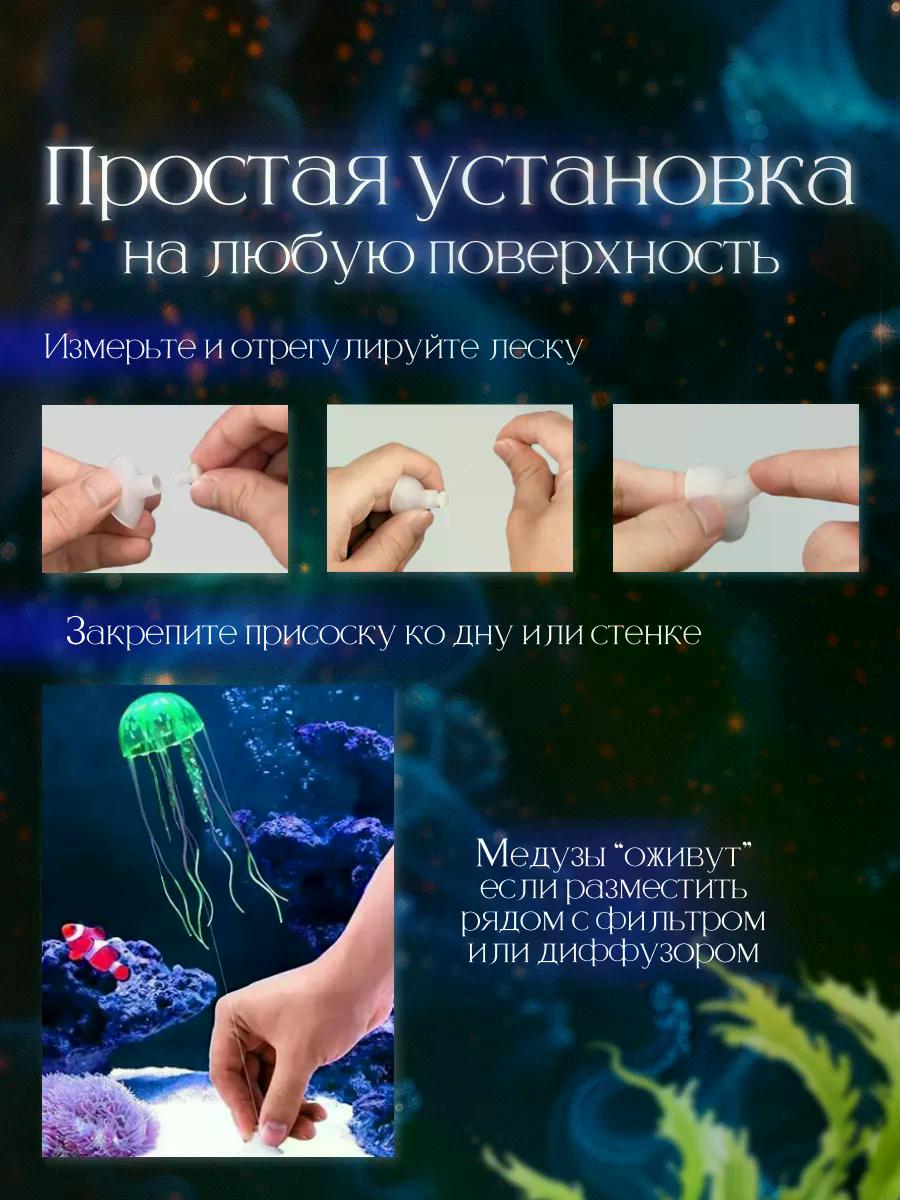 Простая установка
на любую поверхность
Измерьте и отрегулируйте леску
Закрепите присоску ко дну или стенке
Медузы “оживут”
если разместить
рядом с фильтром
или диффузором